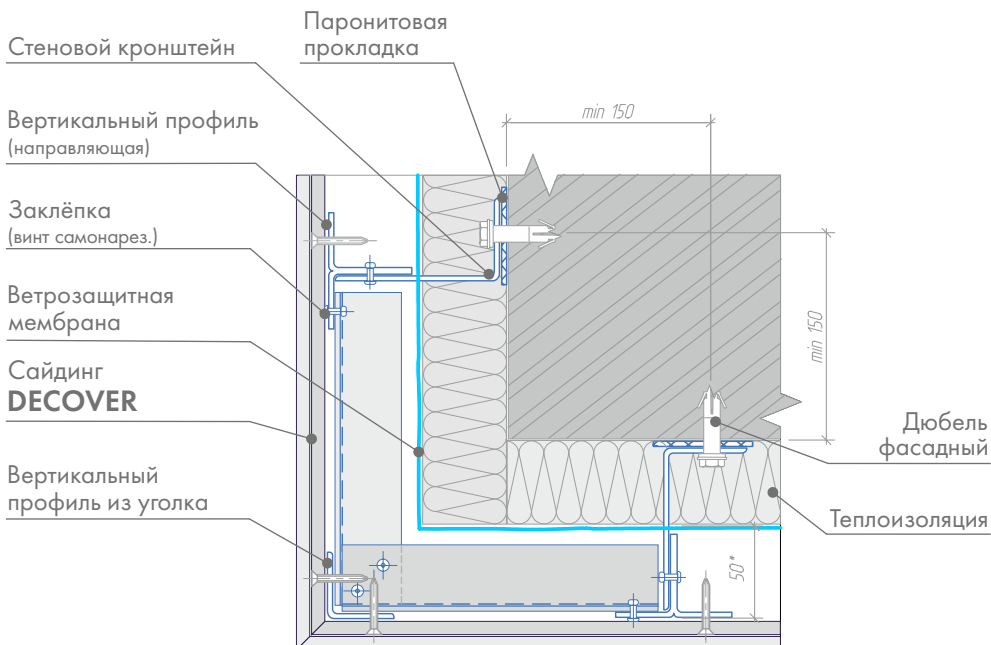 Паронитовая
прокладка
Стеновой кронштейн
min 150
Вертикальный профиль
(направляющая)
Заклёпка
(винт самонарез.)
Ветрозащитная
мембрана
min 150
Сайдинг
DECOVER
Дюбель
фасадный
Вертикальный
профиль из уголка
Теплоизоляция
50*